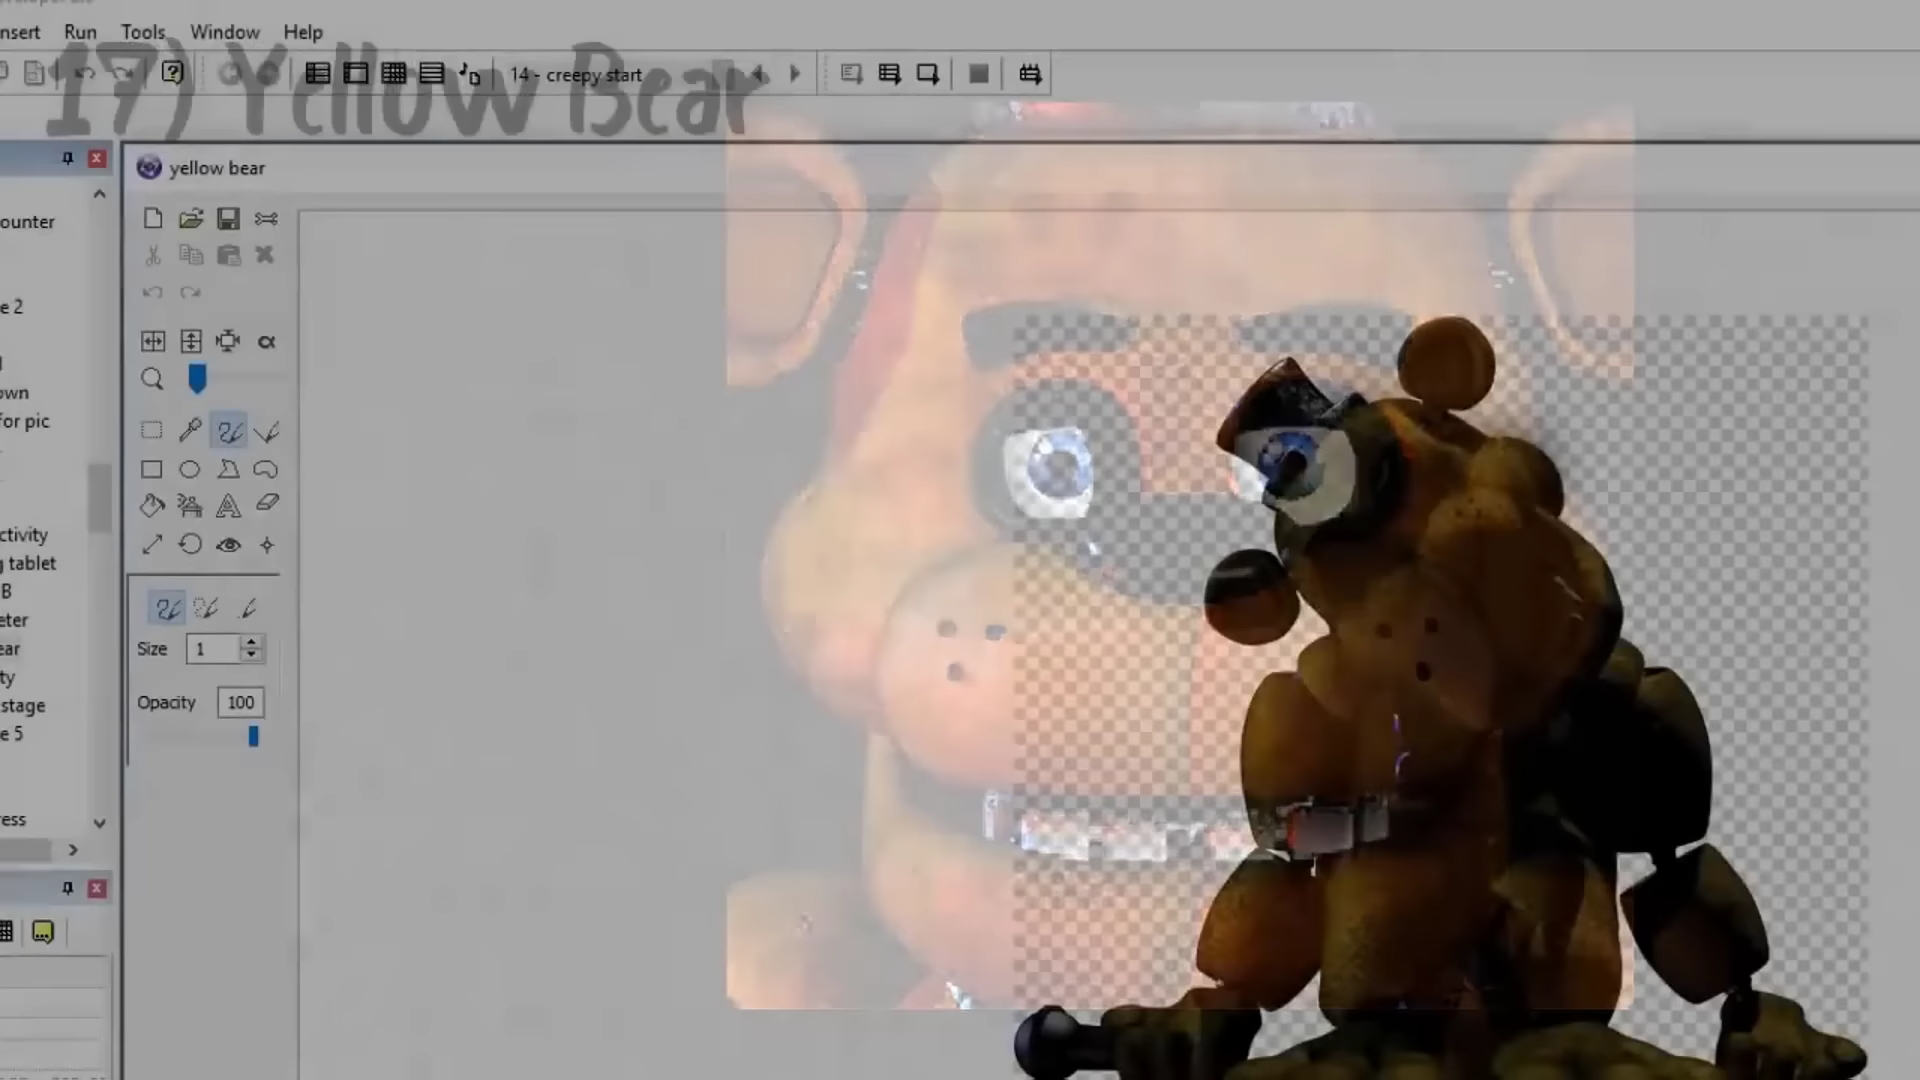 nsert Run Tools Window Help
17) Yellow Bear
14 - creepy start
yellow bear
ounter
e 2
own
for pic
ctivity
g tablet
B
eter
ear
ty
stage
e 5
ress
Size 1
Opacity 100